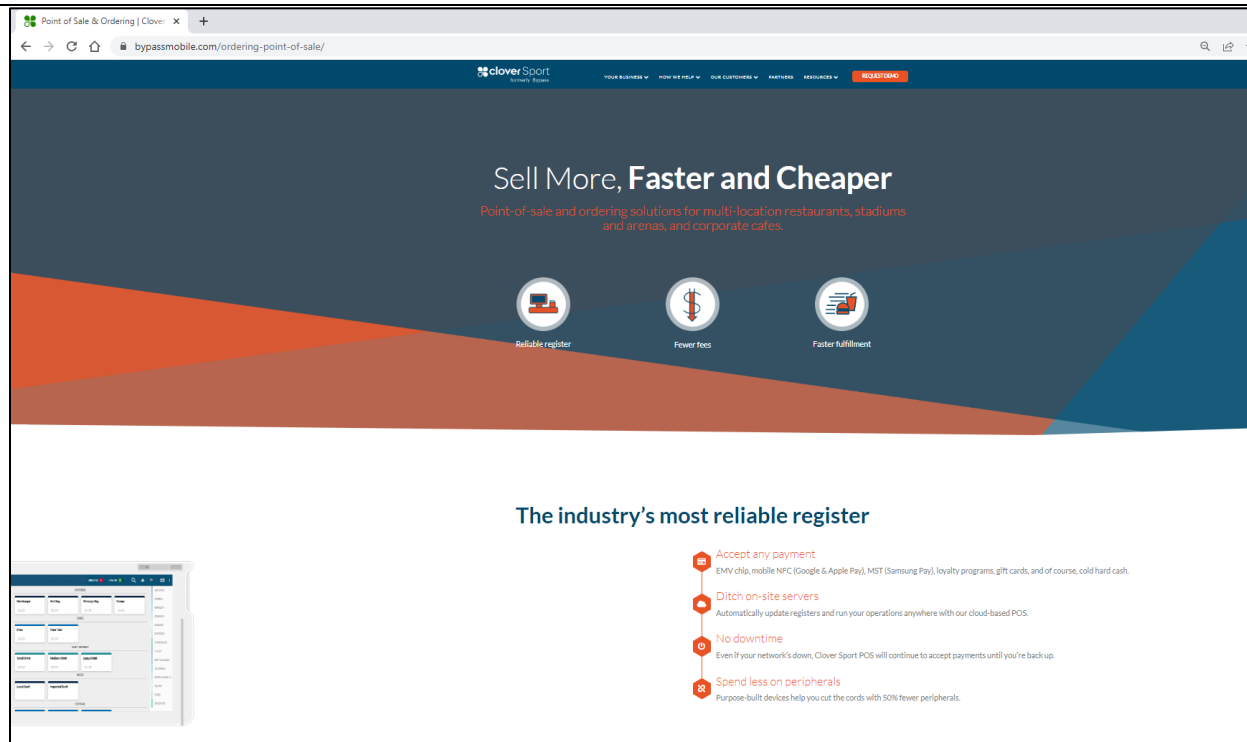 Point of Sale & Ordering | Clover
bypassmobile.com/ordering-point-of-sale/
clover Sport
formerly Bypass
YOUR BUSINESS
HOW WE HELP
OUR CUSTOMERS
PARTNERS
RESOURCES
REQUEST DEMO
Sell More, Faster and Cheaper
Point-of-sale and ordering solutions for multi-location restaurants, stadiums
and arenas, and corporate cafes.
Reliable register
Fewer fees
Faster fulfillment
The industry’s most reliable register
Accept any payment
EMV chip, mobile NFC (Google & Apple Pay), MST (Samsung Pay), loyalty programs, gift cards, and of course, cold hard cash.
Ditch on-site servers
Automatically update registers and run your operations anywhere with our cloud-based POS.
No downtime
Even if your network’s down, Clover Sport POS will continue to accept payments until you’re back up.
Spend less on peripherals
Purpose-built devices help you cut the cords with 50% fewer peripherals.